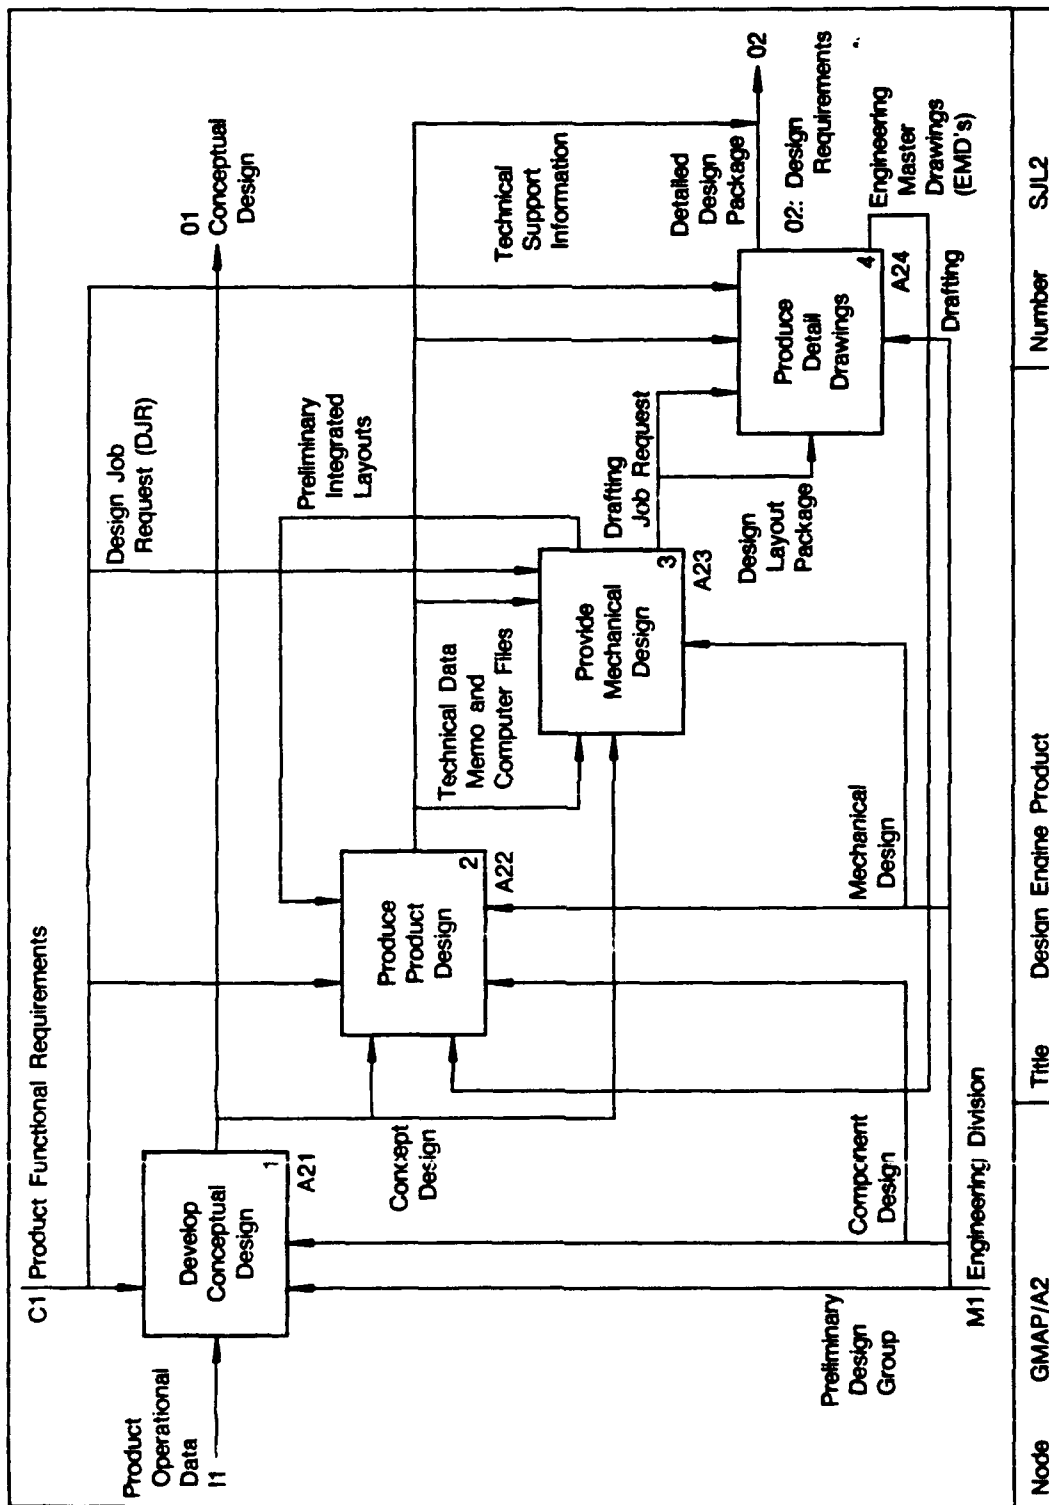 C1 Product Functional Requirements
Product
Operational
Data
I1
Develop
Conceptual
Design
1
A21
01
Conceptual
Design
Design Job
Request (DJR)
Preliminary
Integrated
Layouts
Technical
Support
Information
Concept
Design
Produce
Product
Design
2
A22
Technical Data
Memo and
Computer Files
Provide
Mechanical
Design
3
A23
Drafting
Job Request
Design
Layout
Package
Detailed
Design
Package
02
02: Design
Requirements
Produce
Detail
Drawings
4
A24
Engineering
Master
Drawings
(EMD's)
Preliminary
Design
Group
Component
Design
Mechanical
Design
Drafting
M1 Engineering Division
Node GMAP/A2
Title Design Engine Product
Number SJL2